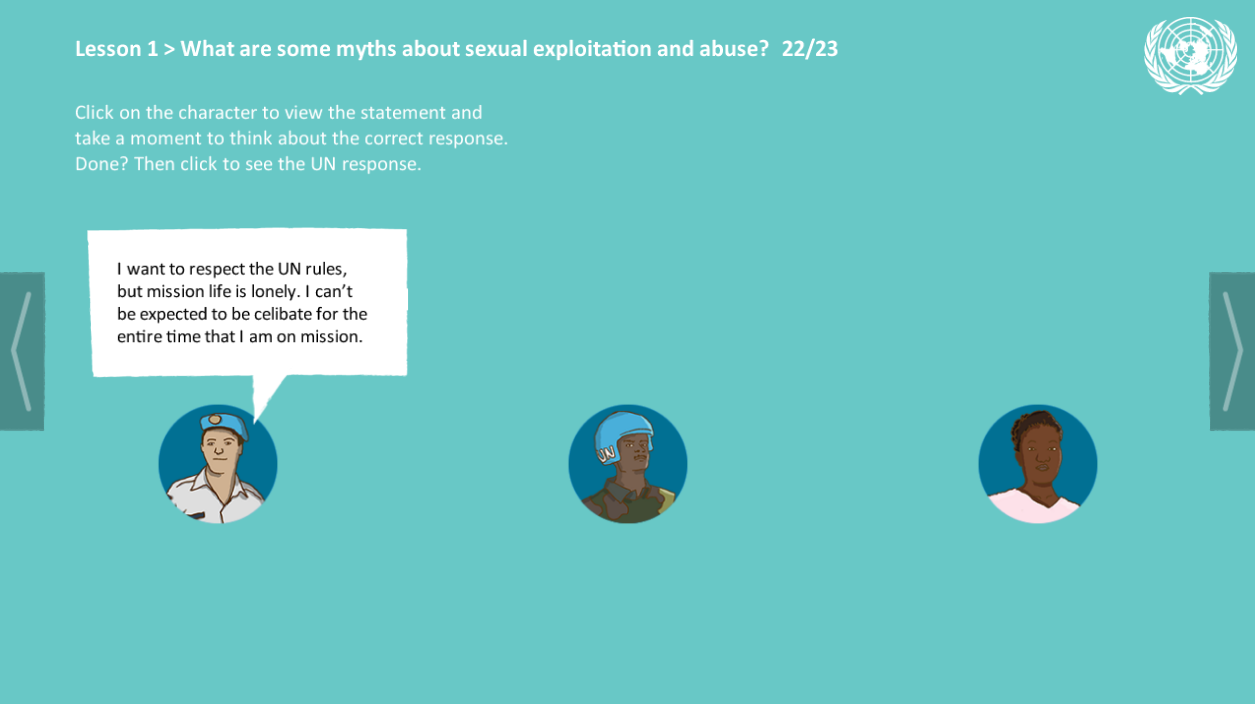 Lesson 1 > What are some myths about sexual exploitation and abuse? 22/23
Click on the character to view the statement and
take a moment to think about the correct response.
Done? Then click to see the UN response.
I want to respect the UN rules,
but mission life is lonely. I can't
be expected to be celibate for the
entire time that I am on mission.
UN